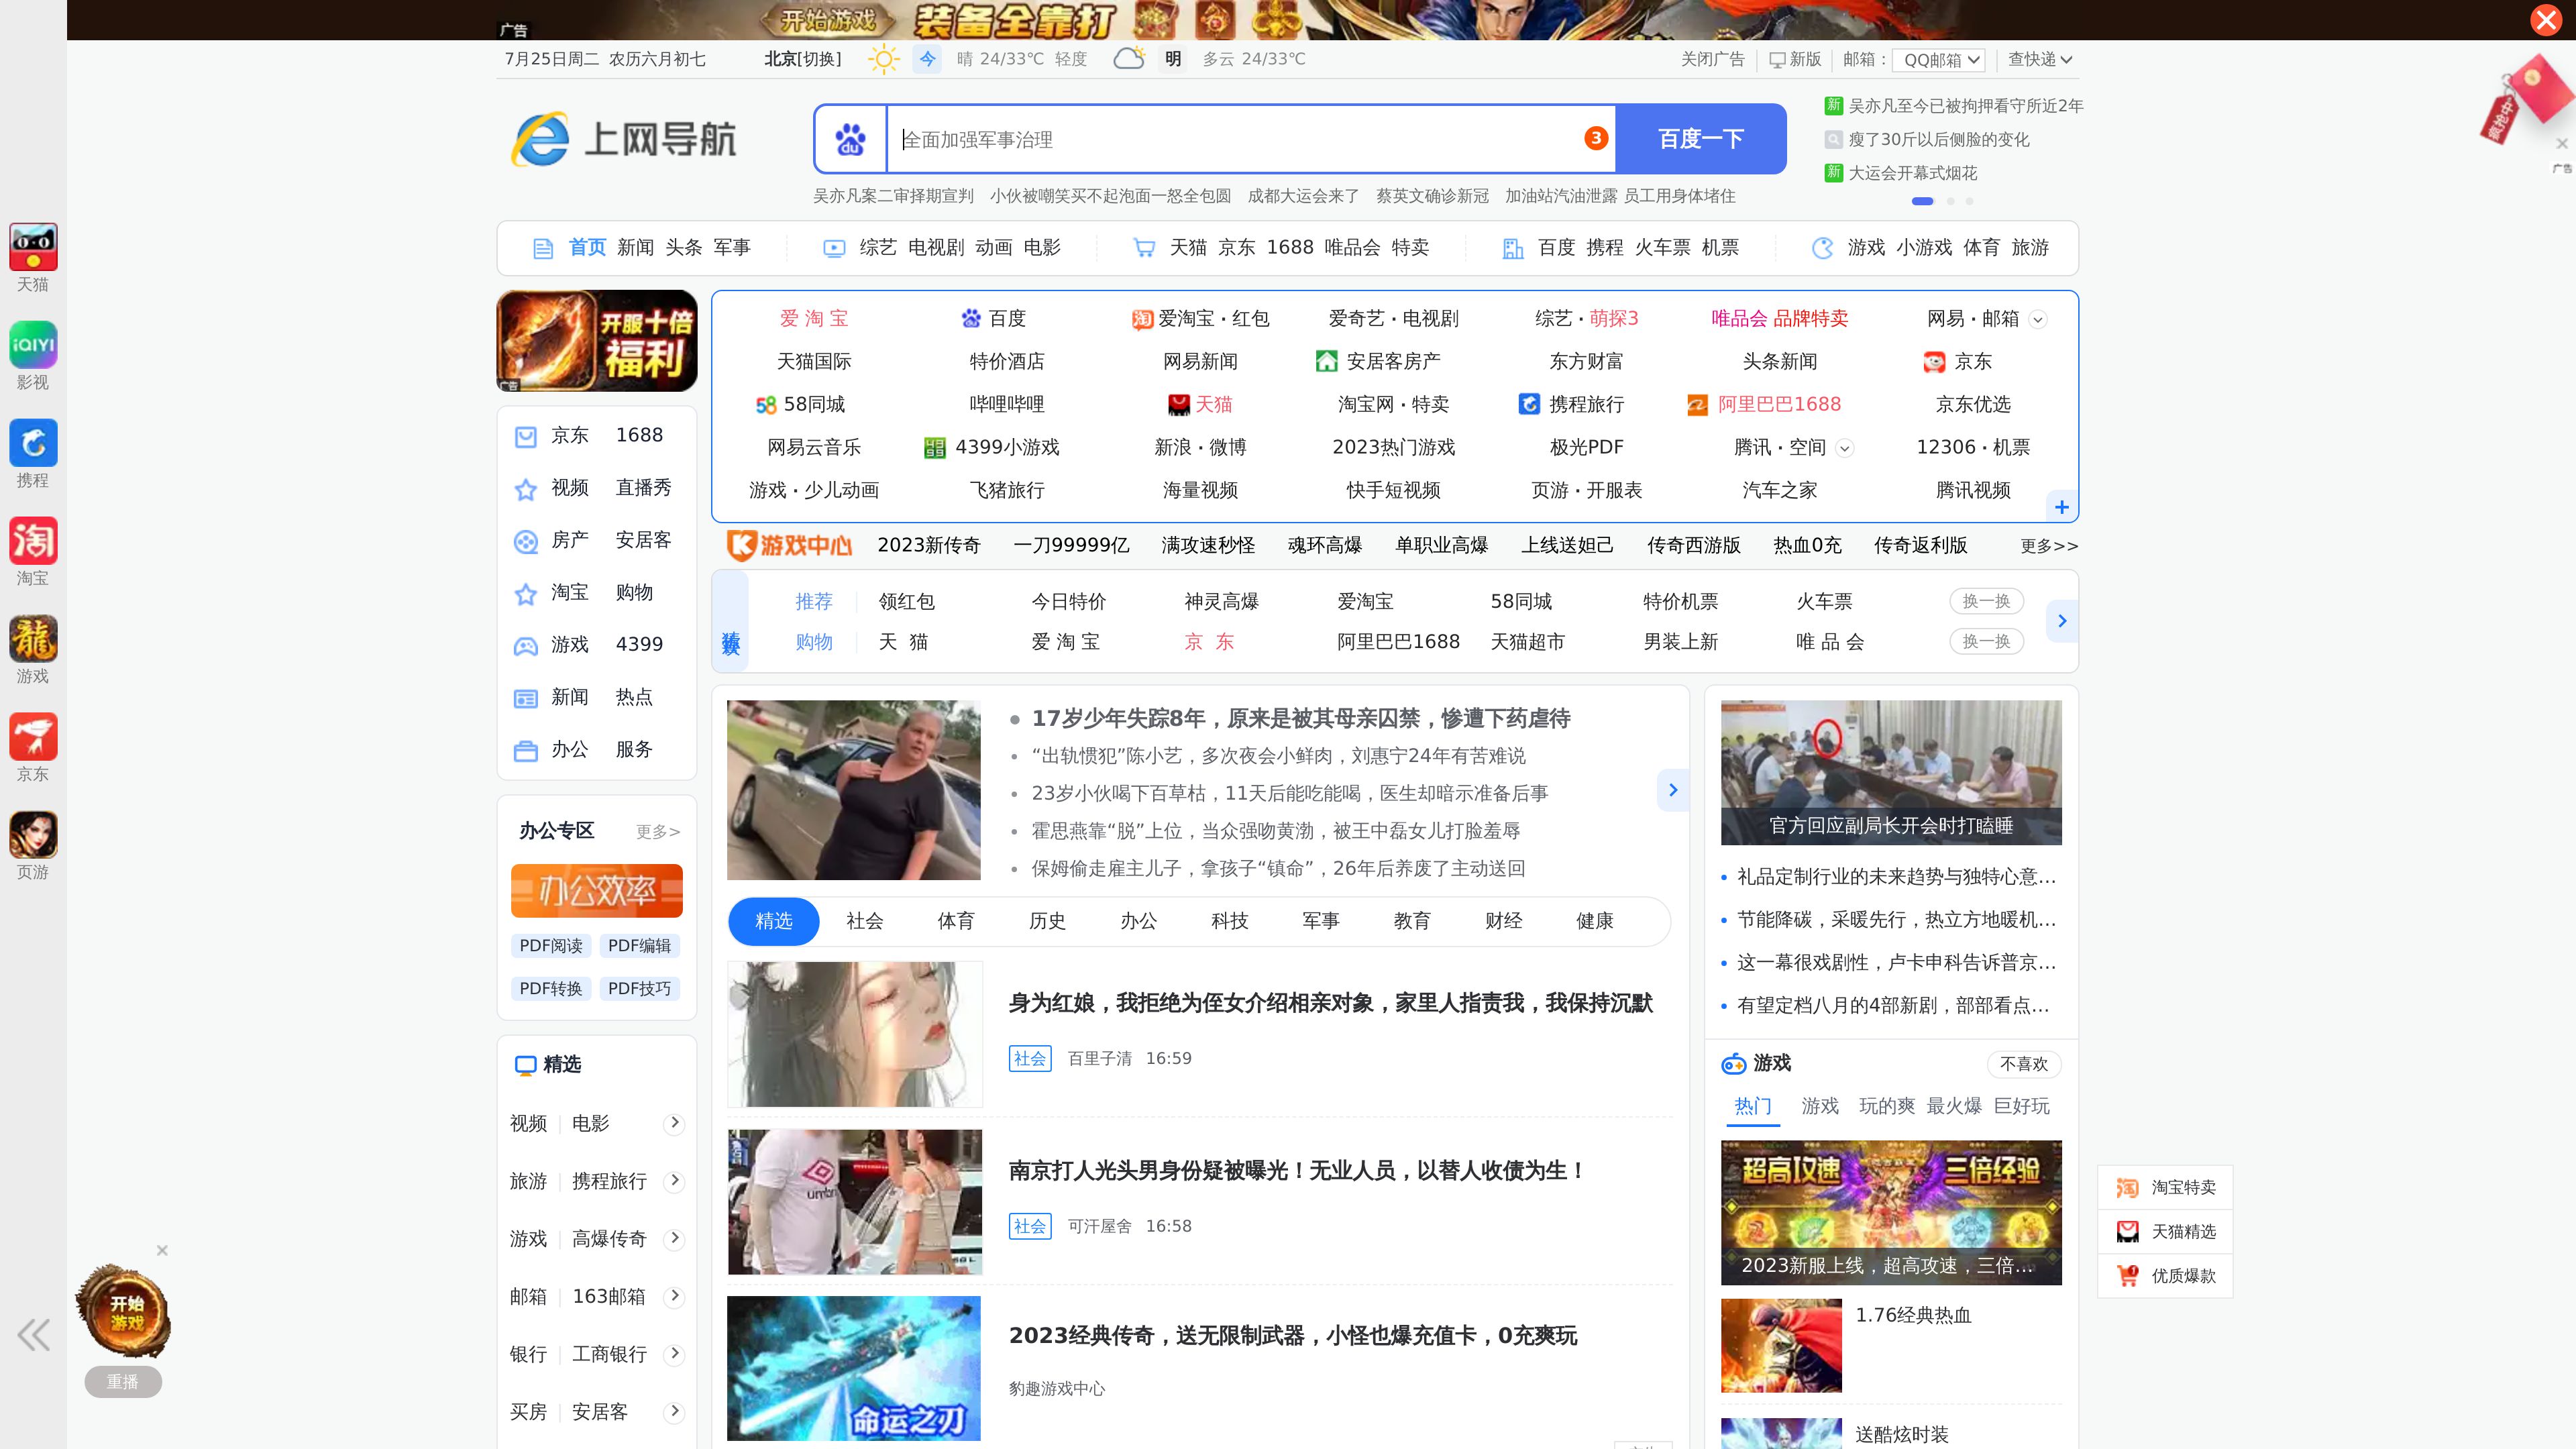 开始游戏 装备全靠打
广告
7月25日周二 农历六月初七 北京[切换] 今 晴 24/33℃ 轻度 明 多云 24/33℃ 关闭广告 新版 邮箱： QQ邮箱 查快递
上网导航
du 全面加强军事治理 3 百度一下
新 吴亦凡至今已被拘押看守所近2年
瘦了30斤以后侧脸的变化
新 大运会开幕式烟花
疯抢中
广告
吴亦凡案二审择期宣判 小伙被嘲笑买不起泡面一怒全包圆 成都大运会来了 蔡英文确诊新冠 加油站汽油泄露 员工用身体堵住
首页 新闻 头条 军事 综艺 电视剧 动画 电影 天猫 京东 1688 唯品会 特卖 百度 携程 火车票 机票 游戏 小游戏 体育 旅游
天猫
iQIYI
影视
携程
淘
淘宝
龍
游戏
京东
页游
开服十倍
福利
广告
京东 1688
视频 直播秀
房产 安居客
淘宝 购物
游戏 4399
新闻 热点
办公 服务
爱 淘 宝 百度 淘 爱淘宝·红包 爱奇艺·电视剧 综艺·萌探3 唯品会 品牌特卖 网易·邮箱
天猫国际 特价酒店 网易新闻 安居客房产 东方财富 头条新闻 京东
58 58同城 哔哩哔哩 天猫 淘宝网·特卖 携程旅行 阿里巴巴1688 京东优选
网易云音乐 4399小游戏 新浪·微博 2023热门游戏 极光PDF 腾讯·空间 12306·机票
游戏·少儿动画 飞猪旅行 海量视频 快手短视频 页游·开服表 汽车之家 腾讯视频
+
游戏中心 2023新传奇 一刀99999亿 满攻速秒怪 魂环高爆 单职业高爆 上线送妲己 传奇西游版 热血0充 传奇返利版 更多>>
推荐 领红包 今日特价 神灵高爆 爱淘宝 58同城 特价机票 火车票 换一换
购物 天 猫 爱 淘 宝 京 东 阿里巴巴1688 天猫超市 男装上新 唯 品 会 换一换
17岁少年失踪8年，原来是被其母亲囚禁，惨遭下药虐待
“出轨惯犯”陈小艺，多次夜会小鲜肉，刘惠宁24年有苦难说
23岁小伙喝下百草枯，11天后能吃能喝，医生却暗示准备后事
霍思燕靠“脱”上位，当众强吻黄渤，被王中磊女儿打脸羞辱
保姆偷走雇主儿子，拿孩子“镇命”，26年后养废了主动送回
精选 社会 体育 历史 办公 科技 军事 教育 财经 健康
身为红娘，我拒绝为侄女介绍相亲对象，家里人指责我，我保持沉默
社会 百里子清 16:59
南京打人光头男身份疑被曝光！无业人员，以替人收债为生！
社会 可汗屋舍 16:58
2023经典传奇，送无限制武器，小怪也爆充值卡，0充爽玩
豹趣游戏中心
命运之刃
办公专区 更多>
办公效率
PDF阅读 PDF编辑
PDF转换 PDF技巧
精选
视频 电影
旅游 携程旅行
游戏 高爆传奇
邮箱 163邮箱
银行 工商银行
买房 安居客
官方回应副局长开会时打瞌睡
礼品定制行业的未来趋势与独特心意...
节能降碳，采暖先行，热立方地暖机...
这一幕很戏剧性，卢卡申科告诉普京...
有望定档八月的4部新剧，部部看点...
游戏 不喜欢
热门 游戏 玩的爽 最火爆 巨好玩
超高攻速 三倍经验
2023新服上线，超高攻速，三倍...
1.76经典热血
送酷炫时装
淘宝特卖
天猫精选
优质爆款
开始
游戏
重播